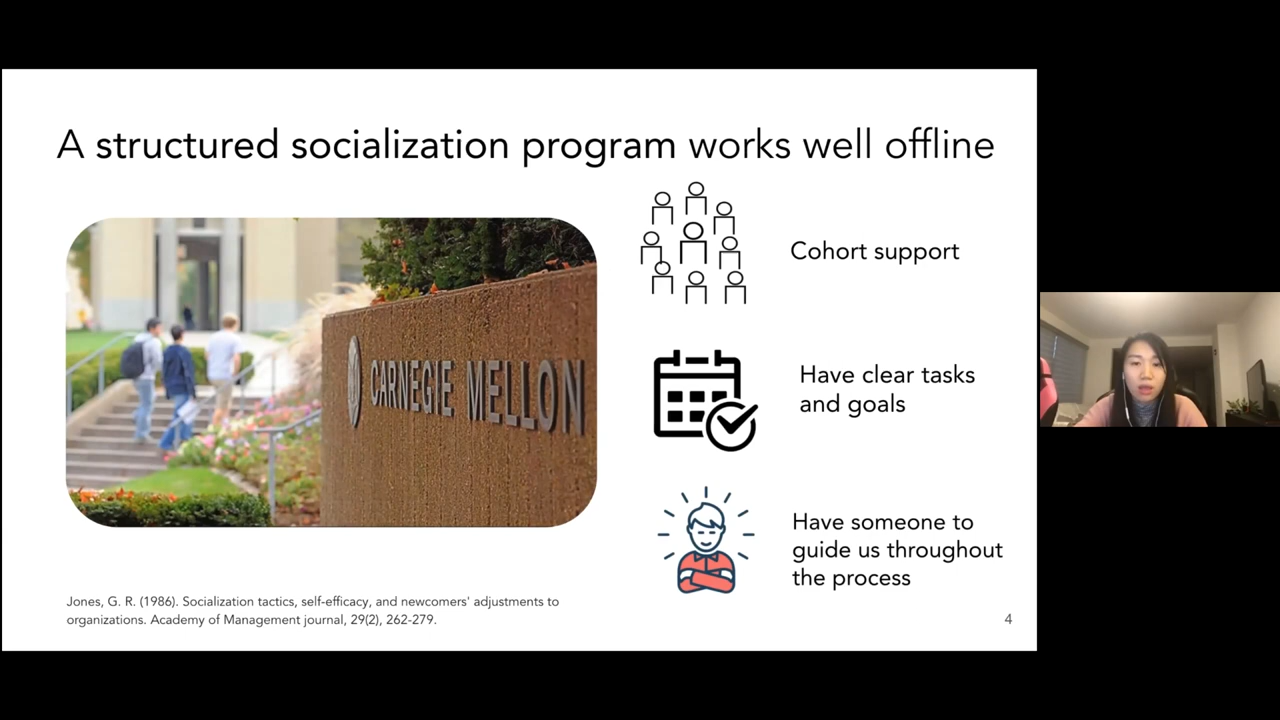 A structured socialization program works well offline
CARNEGIE MELLON
Cohort support
Have clear tasks
and goals
Have someone to
guide us throughout
the process
Jones, G. R. (1986). Socialization tactics, self-efficacy, and newcomers' adjustments to
organizations. Academy of Management journal, 29(2), 262-279.
4